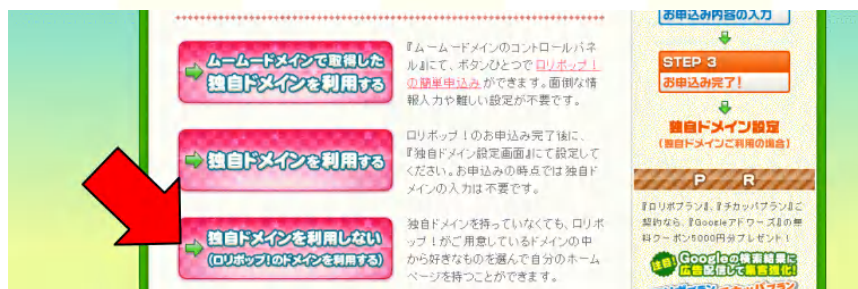 ムームードメインで取得した
独自ドメインを利用する
『ムームードメインのコントロールパネ
ル』にて、ボタンひとつでロリポップ！
の簡単申込みができます。面倒な情
報入力や難しい設定が不要です。
独自ドメインを利用する
ロリポップ！のお申込み完了後に、
『独自ドメイン設定画面』にて設定して
ください。お申込みの時点では独自ド
メインの入力は不要です。
独自ドメインを利用しない
(ロリポップ！のドメインを利用する)
独自ドメインを持っていなくても、ロリポ
ップ！がご用意しているドメインの中
から好きなものを選んで自分のホーム
ページを持つことができます。
お申込み内容の入力
STEP 3
お申込み完了！
独自ドメイン設定
(独自ドメインご利用の場合)
P R
『ロリポプラン』、『チカッパプラン』ご
契約なら、『Googleアドワーズ』の無
料クーポン5000円分プレゼント！
注目！
Googleの検索結果に
広告配信して集客強化！